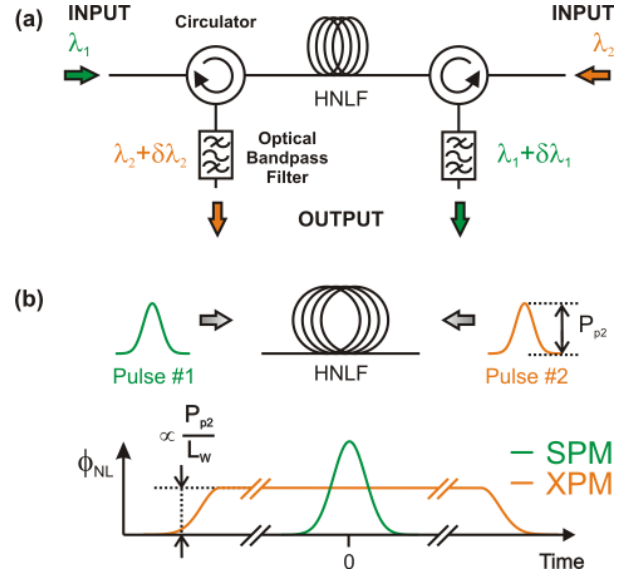 (a)
INPUT
λ1
Circulator
HNLF
INPUT
λ2
λ2+δλ2
Optical
Bandpass
Filter
λ1+δλ1
OUTPUT
(b)
Pulse #1
HNLF
Pulse #2
Pp2
∝ Pp2
LW
ϕNL
SPM
XPM
0
Time